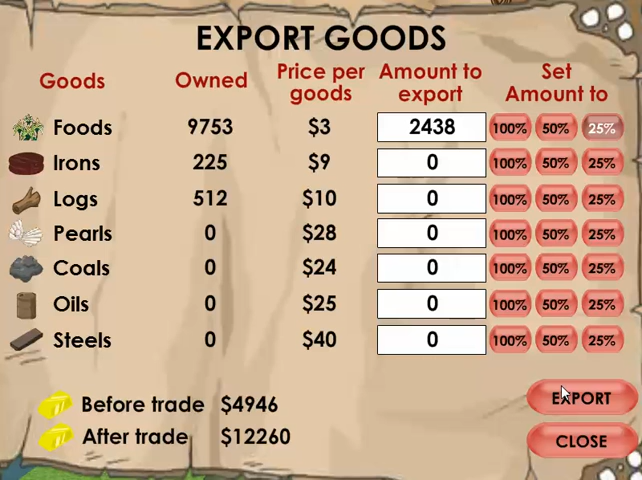 EXPORT GOODS
Goods Owned Price per goods Amount to export Set Amount to
Foods 9753 $3 2438 100% 50% 25%
Irons 225 $9 0 100% 50% 25%
Logs 512 $10 0 100% 50% 25%
Pearls 0 $28 0 100% 50% 25%
Coals 0 $24 0 100% 50% 25%
Oils 0 $25 0 100% 50% 25%
Steels 0 $40 0 100% 50% 25%
Before trade $4946 EXPORT
After trade $12260 CLOSE